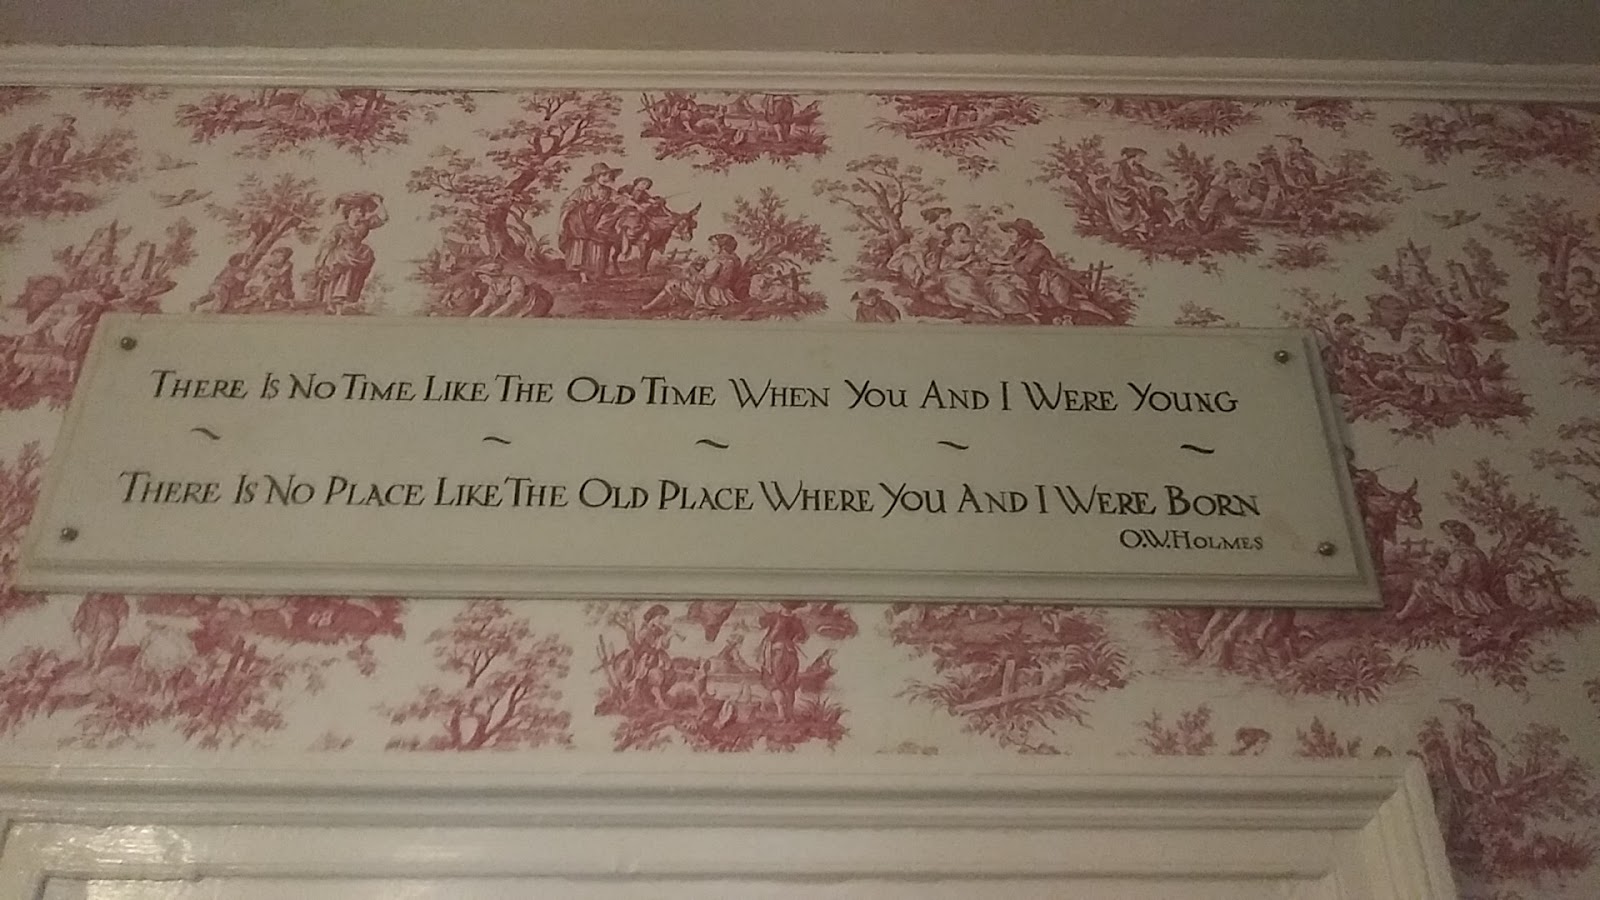 There Is No Time Like The Old Time When You And I Were Young
~ ~ ~ ~ ~
There Is No Place Like The Old Place Where You And I Were Born
O.W. Holmes